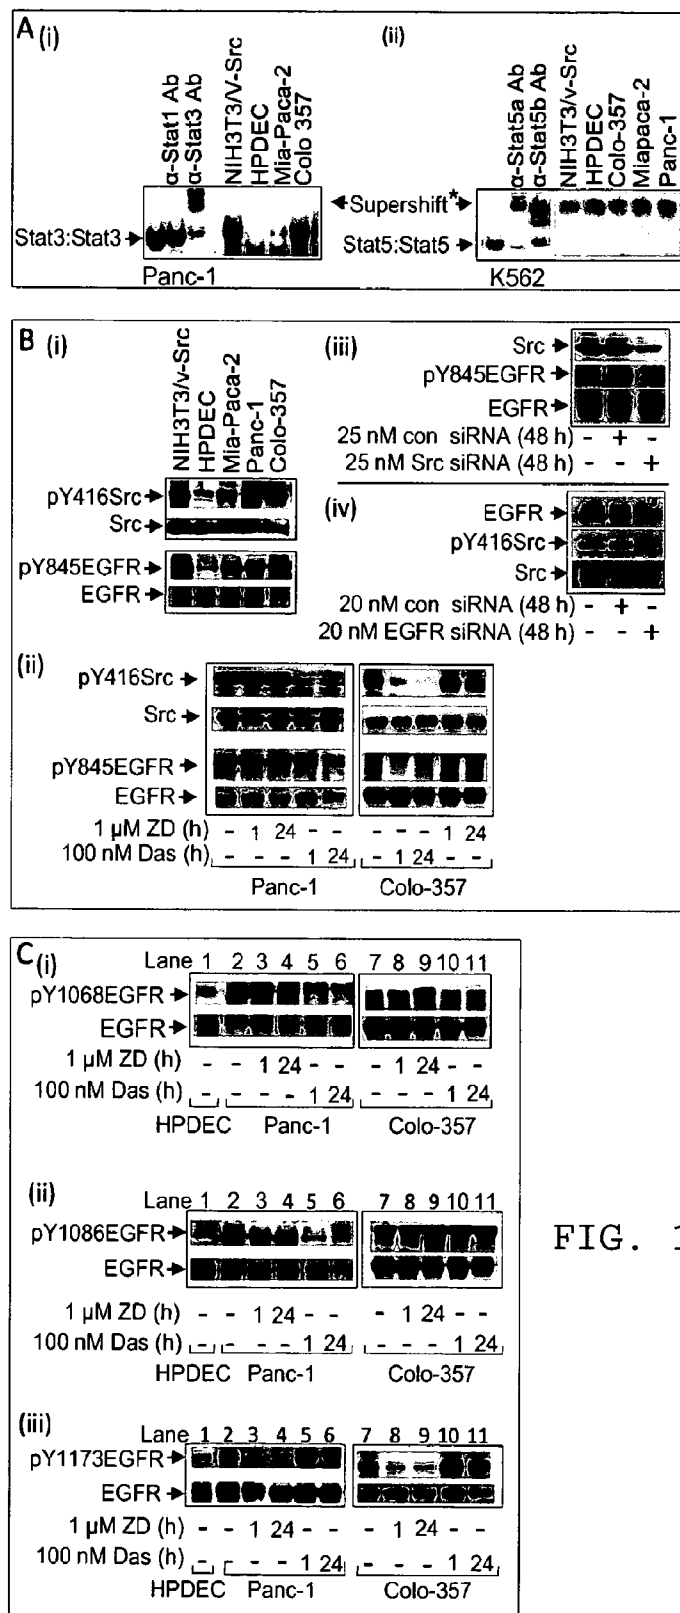 A (i)
(ii)
α-Stat1 Ab
α-Stat3 Ab
NIH3T3/V-Src
HPDEC
Mia-Paca-2
Colo 357
α-Stat5a Ab
α-Stat5b Ab
NIH3T3/v-Src
HPDEC
Colo-357
Miapaca-2
Panc-1
Supershift*
Stat3:Stat3
Stat5:Stat5
Panc-1
K562
B (i)
NIH3T3/v-Src
HPDEC
Mia-Paca-2
Panc-1
Colo-357
pY416Src
Src
pY845EGFR
EGFR
(iii)
Src
pY845EGFR
EGFR
25 nM con siRNA (48 h) - + -
25 nM Src siRNA (48 h) - - +
(iv)
EGFR
pY416Src
Src
20 nM con siRNA (48 h) - + -
20 nM EGFR siRNA (48 h) - - +
(ii)
pY416Src
Src
pY845EGFR
EGFR
1 µM ZD (h) - 1 24 - - - - - 1 24
100 nM Das (h) - - - 1 24 - 1 24 - -
Panc-1 Colo-357
C (i)
Lane 1 2 3 4 5 6 7 8 9 10 11
pY1068EGFR
EGFR
1 µM ZD (h) - - 1 24 - - - 1 24 - -
100 nM Das (h) - - - - 1 24 - - - 1 24
HPDEC Panc-1 Colo-357
(ii)
Lane 1 2 3 4 5 6 7 8 9 10 11
pY1086EGFR
EGFR
1 µM ZD (h) - - 1 24 - - - 1 24 - -
100 nM Das (h) - - - - 1 24 - - - 1 24
HPDEC Panc-1 Colo-357
FIG. 1
(iii)
Lane 1 2 3 4 5 6 7 8 9 10 11
pY1173EGFR
EGFR
1 µM ZD (h) - - 1 24 - - - 1 24 - -
100 nM Das (h) - - - - 1 24 - - - 1 24
HPDEC Panc-1 Colo-357